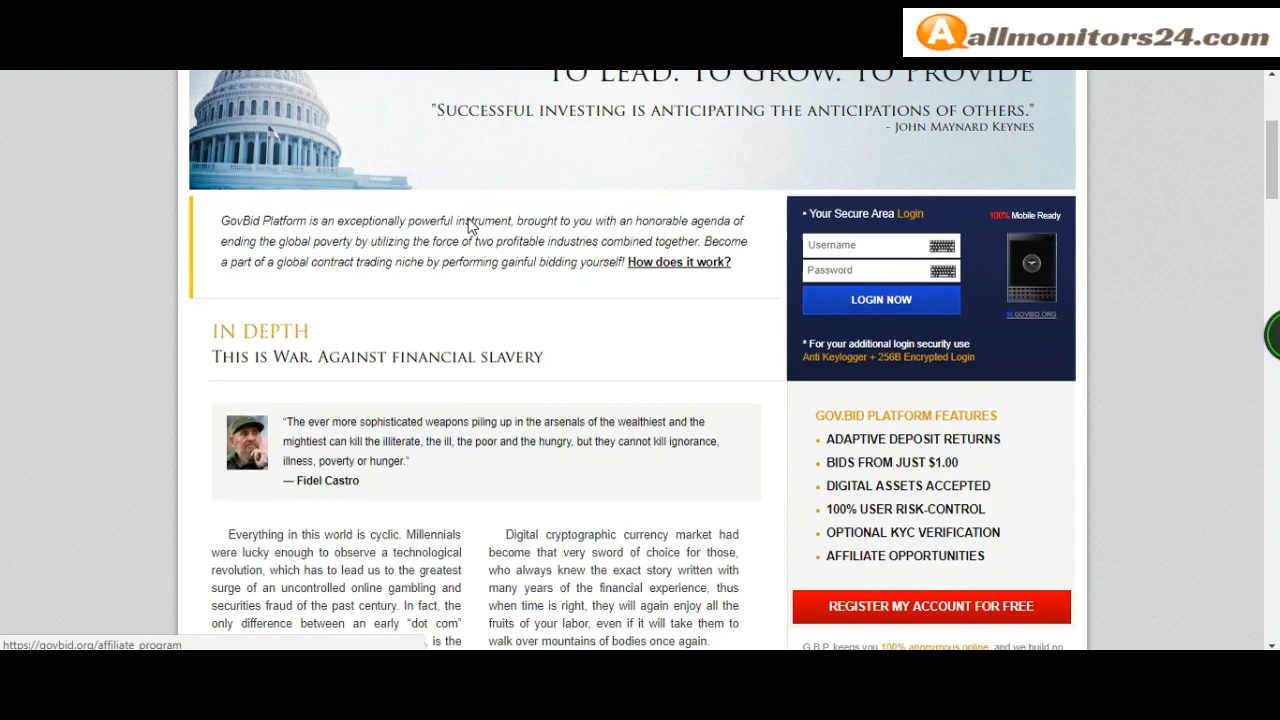 allmonitors24.com
TO LEAD. TO GROW. TO PROVIDE
"SUCCESSFUL INVESTING IS ANTICIPATING THE ANTICIPATIONS OF OTHERS."
- JOHN MAYNARD KEYNES
GovBid Platform is an exceptionally powerful instrument, brought to you with an honorable agenda of
ending the global poverty by utilizing the force of two profitable industries combined together. Become
a part of a global contract trading niche by performing gainful bidding yourself! How does it work?
IN DEPTH
THIS IS WAR. AGAINST FINANCIAL SLAVERY
“The ever more sophisticated weapons piling up in the arsenals of the wealthiest and the
mightiest can kill the illiterate, the ill, the poor and the hungry, but they cannot kill ignorance,
illness, poverty or hunger.”
— Fidel Castro
Everything in this world is cyclic. Millennials
were lucky enough to observe a technological
revolution, which has to lead us to the greatest
surge of an uncontrolled online gambling and
securities fraud of the past century. In fact, the
only difference between an early “dot com”
, is the
Digital cryptographic currency market had
become that very sword of choice for those,
who always knew the exact story written with
many years of the financial experience, thus
when time is right, they will again enjoy all the
fruits of your labor, even if it will take them to
walk over mountains of bodies once again.
• Your Secure Area Login
100% Mobile Ready
Username
Password
LOGIN NOW
M.GOVBID.ORG
* For your additional login security use
Anti Keylogger + 256B Encrypted Login
GOV.BID PLATFORM FEATURES
• ADAPTIVE DEPOSIT RETURNS
• BIDS FROM JUST $1.00
• DIGITAL ASSETS ACCEPTED
• 100% USER RISK-CONTROL
• OPTIONAL KYC VERIFICATION
• AFFILIATE OPPORTUNITIES
REGISTER MY ACCOUNT FOR FREE
G.B.P. keeps you 100% anonymous online, and we build no
https://govbid.org/affiliate_program